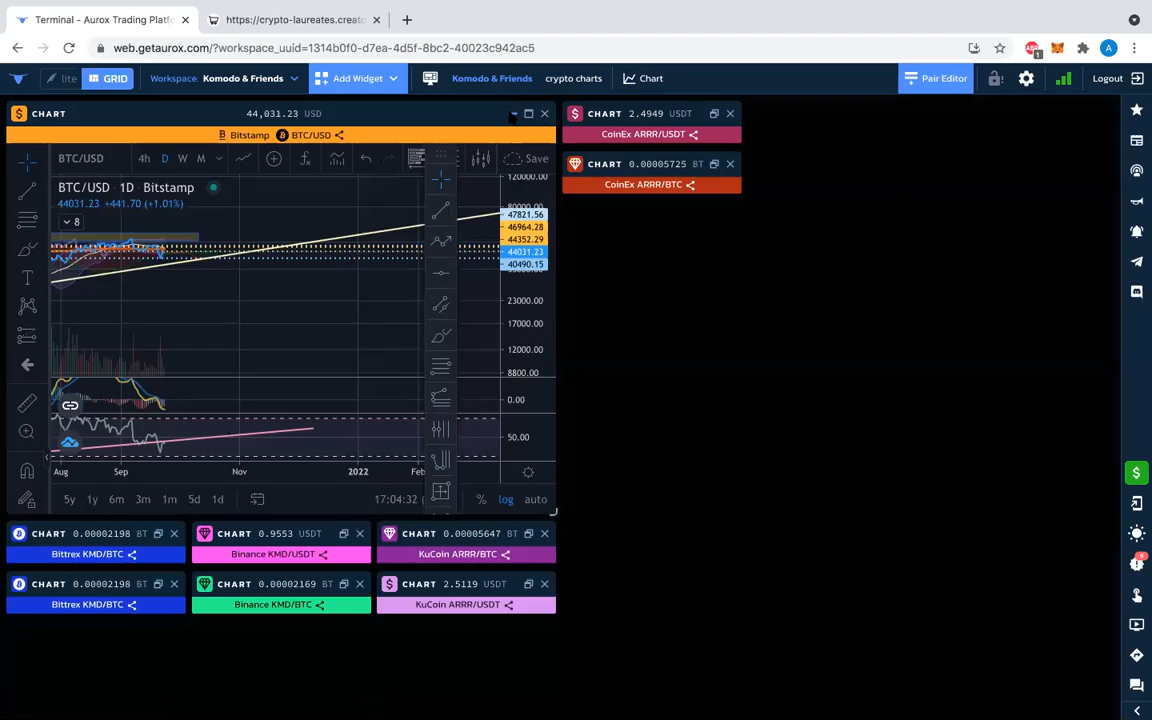 Terminal - Aurox Trading Platf
https://crypto-laureates.creato
web.getaurox.com/?workspace_uuid=1314b0f0-d7ea-4d5f-8bc2-40023c942ac5
ABP
1
A
lite GRID Workspace: Komodo & Friends Add Widget Komodo & Friends crypto charts Chart Pair Editor Logout
$ CHART 44,031.23 USD
Bitstamp BTC/USD
$ CHART 2.4949 USDT
CoinEx ARRR/USDT
CHART 0.00005725 BT
CoinEx ARRR/BTC
BTC/USD 4h D W M Save
BTC/USD · 1D · Bitstamp
44031.23 +441.70 (+1.01%)
8
120000.00
47821.56
46964.28
44352.29
44031.23
40490.15
23000.00
17000.00
12000.00
8800.00
0.00
50.00
Aug Sep Nov 2022 Feb
5y 1y 6m 3m 1m 5d 1d 17:04:32 ( % log auto
CHART 0.00002198 BT
Bittrex KMD/BTC
CHART 0.9553 USDT
Binance KMD/USDT
CHART 0.00005647 BT
KuCoin ARRR/BTC
CHART 0.00002198 BT
Bittrex KMD/BTC
CHART 0.00002169 BT
Binance KMD/BTC
$ CHART 2.5119 USDT
KuCoin ARRR/USDT
$
9